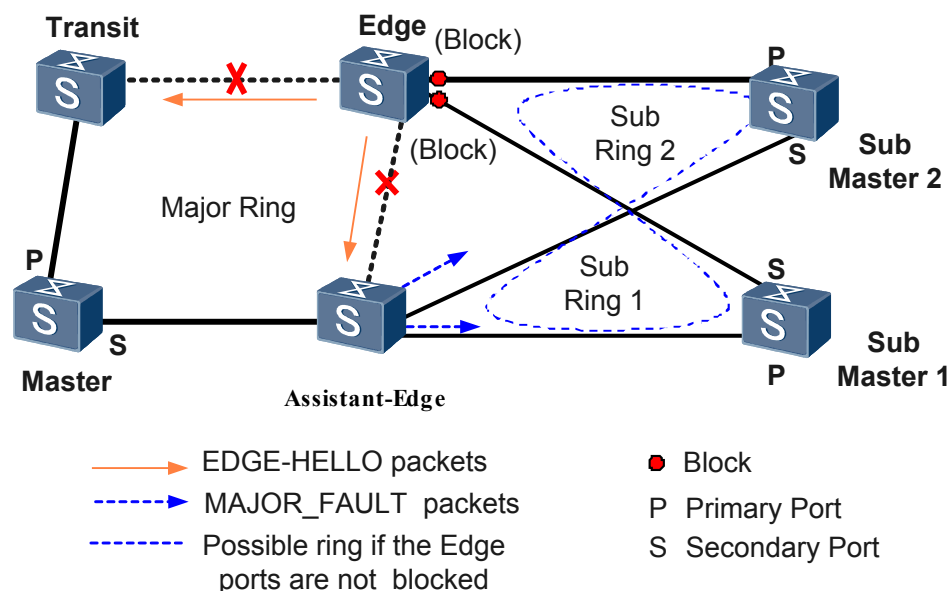 Transit
Edge
(Block)
P
S
S
S
Sub
Ring 2
(Block)
S
Sub
Master 2
Major Ring
P
S
Sub
Ring 1
S
S
S
S
Sub
Master 1
S
Master
P
Assistant-Edge
EDGE-HELLO packets
Block
MAJOR_FAULT packets
P Primary Port
Possible ring if the Edge
ports are not blocked
S Secondary Port